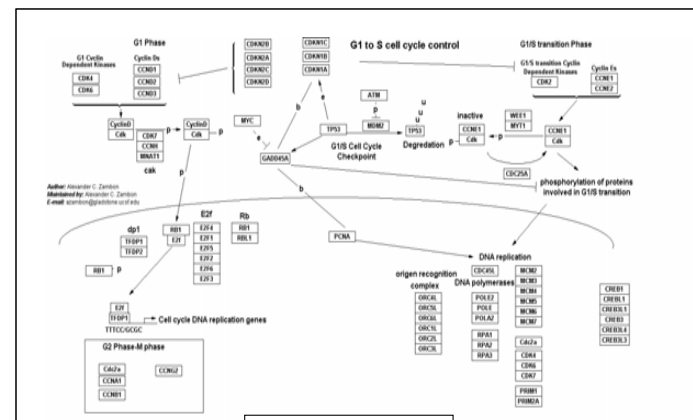 G1 to S cell cycle control
G1 Phase
G1 Cyclin
Dependent Kinases
CDK4
CDK6
Cyclin Ds
CCND1
CCND2
CCND3
CDKN2B
CDKN2A
CDKN2C
CDKN2D
CDKN1C
CDKN1B
CDKN1A
G1/S transition Phase
G1/S transition Cyclin
Dependent Kinases
CDK2
Cyclin Es
CCNE1
CCNE2
CyclinD
Cdk
CDK7
CCNH
MNAT1
cak
p
CyclinD
Cdk
p
MYC
e
b
e
ATM
p
MDM2
TP53
u
u
u
TP53
G1/S Cell Cycle
Checkpoint
Degredation
GADD45A
inactive
p
CCNE1
Cdk
WEE1
MYT1
p
CCNE1
Cdk
CDC25A
phosphorylation of proteins
involved in G1/S transition
Author: Alexander C. Zambon
Maintained by: Alexander C. Zambon
E-mail: azambon@gladstone.ucsf.edu
p
b
dp1
TFDP1
TFDP2
RB1
E2f
E2f
E2F4
E2F1
E2F5
E2F2
E2F6
E2F3
Rb
RB1
RBL1
RB1
p
PCNA
DNA replication
origen recognition
complex
ORC4L
ORC5L
ORC6L
ORC1L
ORC2L
ORC3L
CDC45L
DNA polymerases
POLE2
POLE
POLA2
RPA1
RPA2
RPA3
MCM2
MCM3
MCM4
MCM5
MCM6
MCM7
Cdc2a
CDK4
CDK6
CDK7
PRIM1
PRIM2A
CREB1
CREBL1
CREB3L1
CREB3
CREB3L4
CREB3L3
E2f
TFDP1
TTTCC/GCGC
Cell cycle DNA replication genes
G2 Phase-M phase
Cdc2a
CCNA1
CCNB1
CCNG2